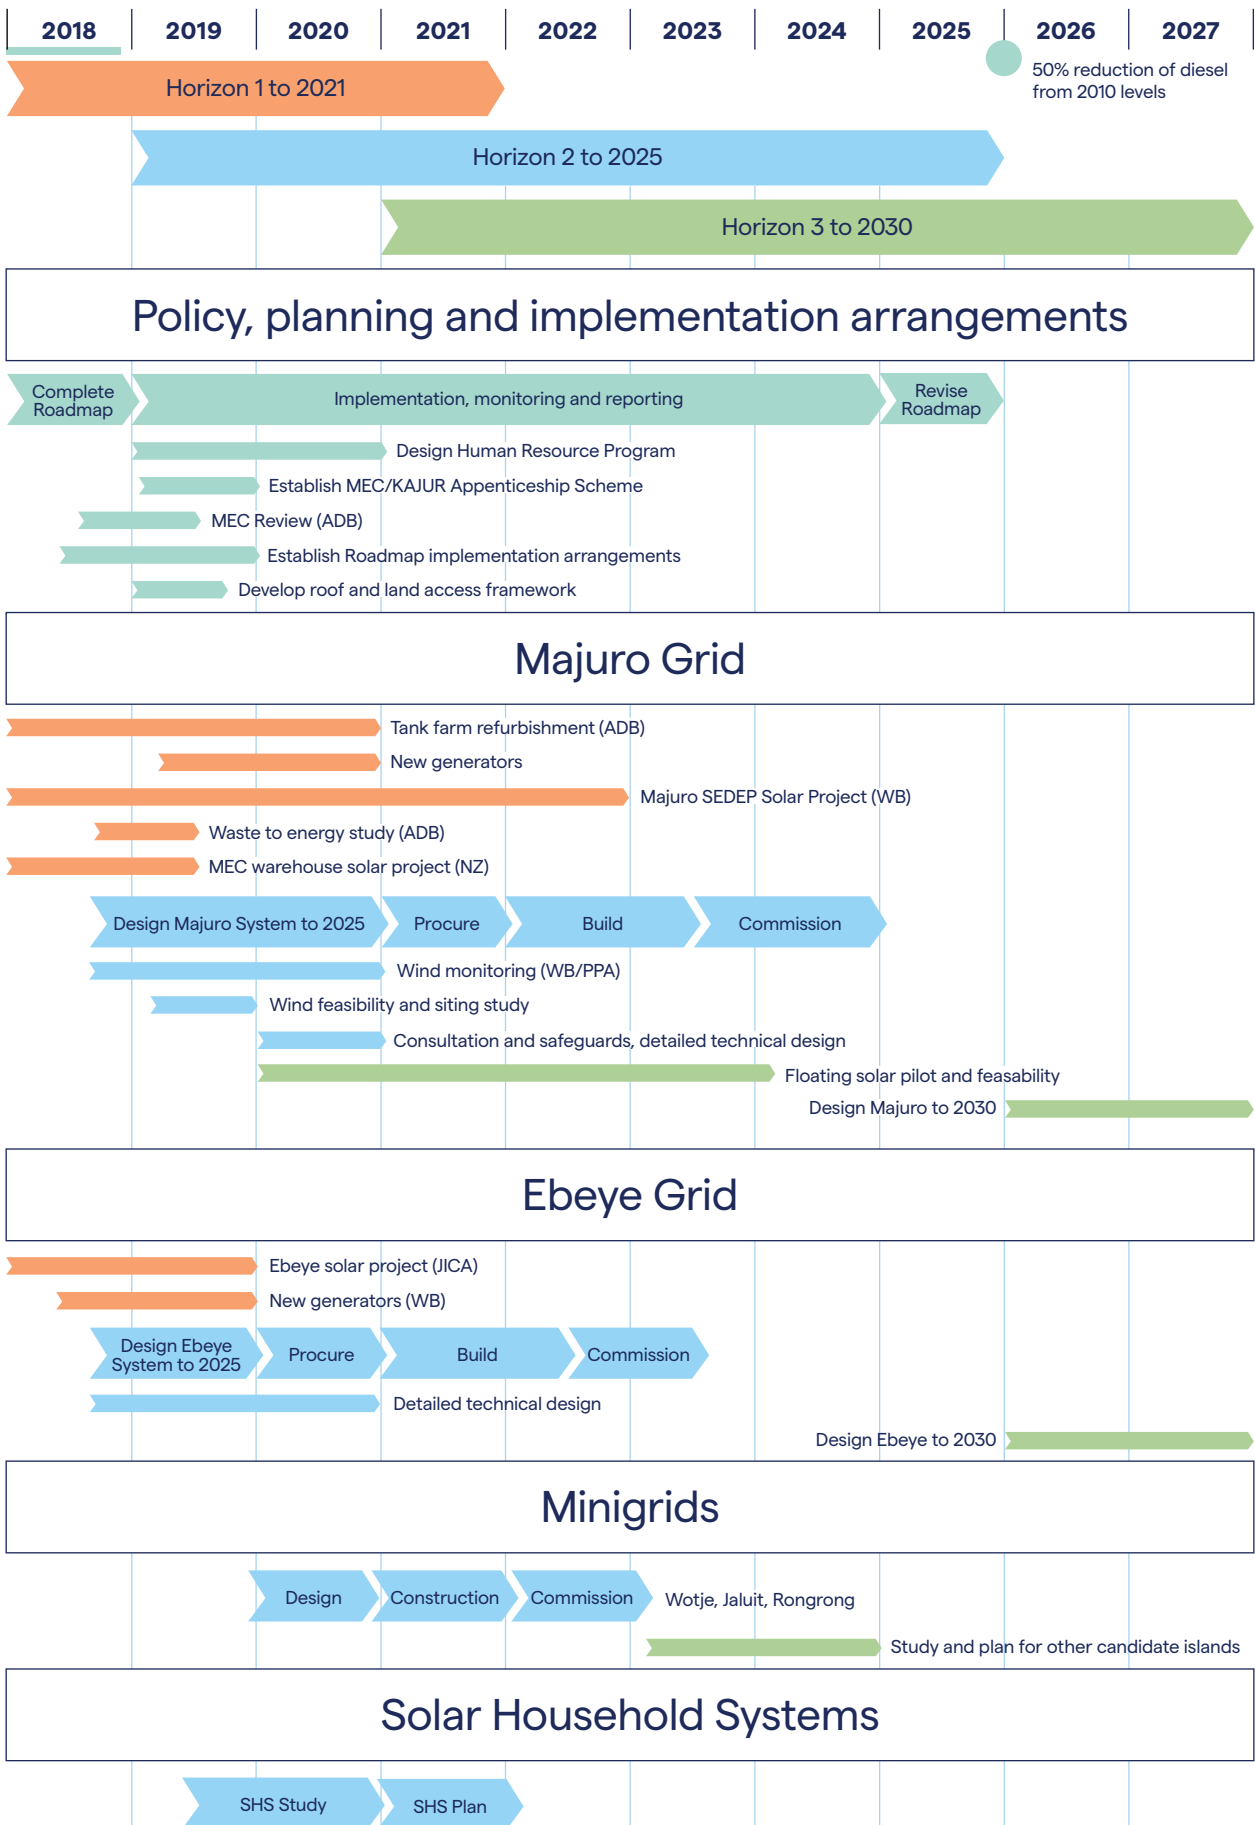 2018 2019 2020 2021 2022 2023 2024 2025 2026 2027
50% reduction of diesel
from 2010 levels
Horizon 1 to 2021
Horizon 2 to 2025
Horizon 3 to 2030
Policy, planning and implementation arrangements
Complete
Roadmap
Implementation, monitoring and reporting
Revise
Roadmap
Design Human Resource Program
Establish MEC/KAJUR Appenticeship Scheme
MEC Review (ADB)
Establish Roadmap implementation arrangements
Develop roof and land access framework
Majuro Grid
Tank farm refurbishment (ADB)
New generators
Majuro SEDEP Solar Project (WB)
Waste to energy study (ADB)
MEC warehouse solar project (NZ)
Design Majuro System to 2025
Procure
Build
Commission
Wind monitoring (WB/PPA)
Wind feasibility and siting study
Consultation and safeguards, detailed technical design
Floating solar pilot and feasability
Design Majuro to 2030
Ebeye Grid
Ebeye solar project (JICA)
New generators (WB)
Design Ebeye
System to 2025
Procure
Build
Commission
Detailed technical design
Design Ebeye to 2030
Minigrids
Design
Construction
Commission
Wotje, Jaluit, Rongrong
Study and plan for other candidate islands
Solar Household Systems
SHS Study
SHS Plan